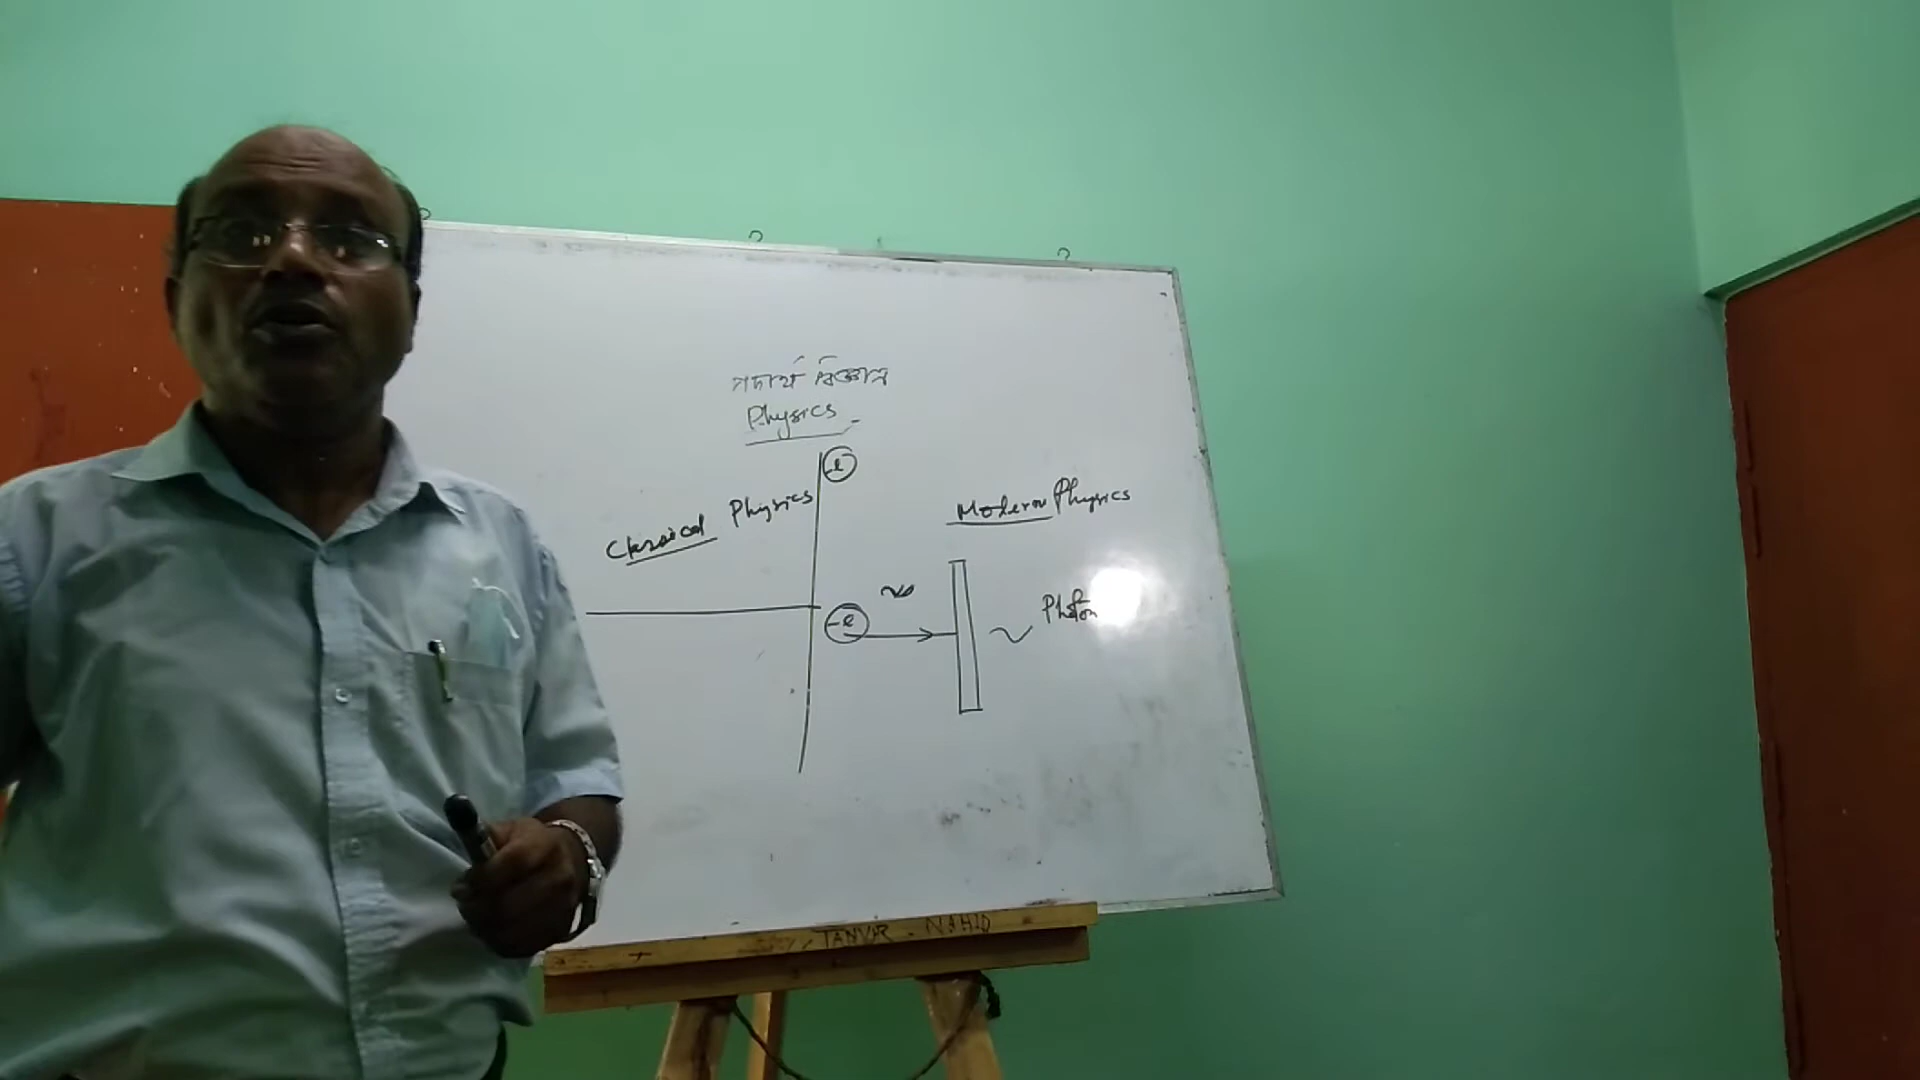 পদার্থ বিজ্ঞান
Physics
-e
Classical Physics
Modern Physics
-e
Photon
TANVIR - NAHID